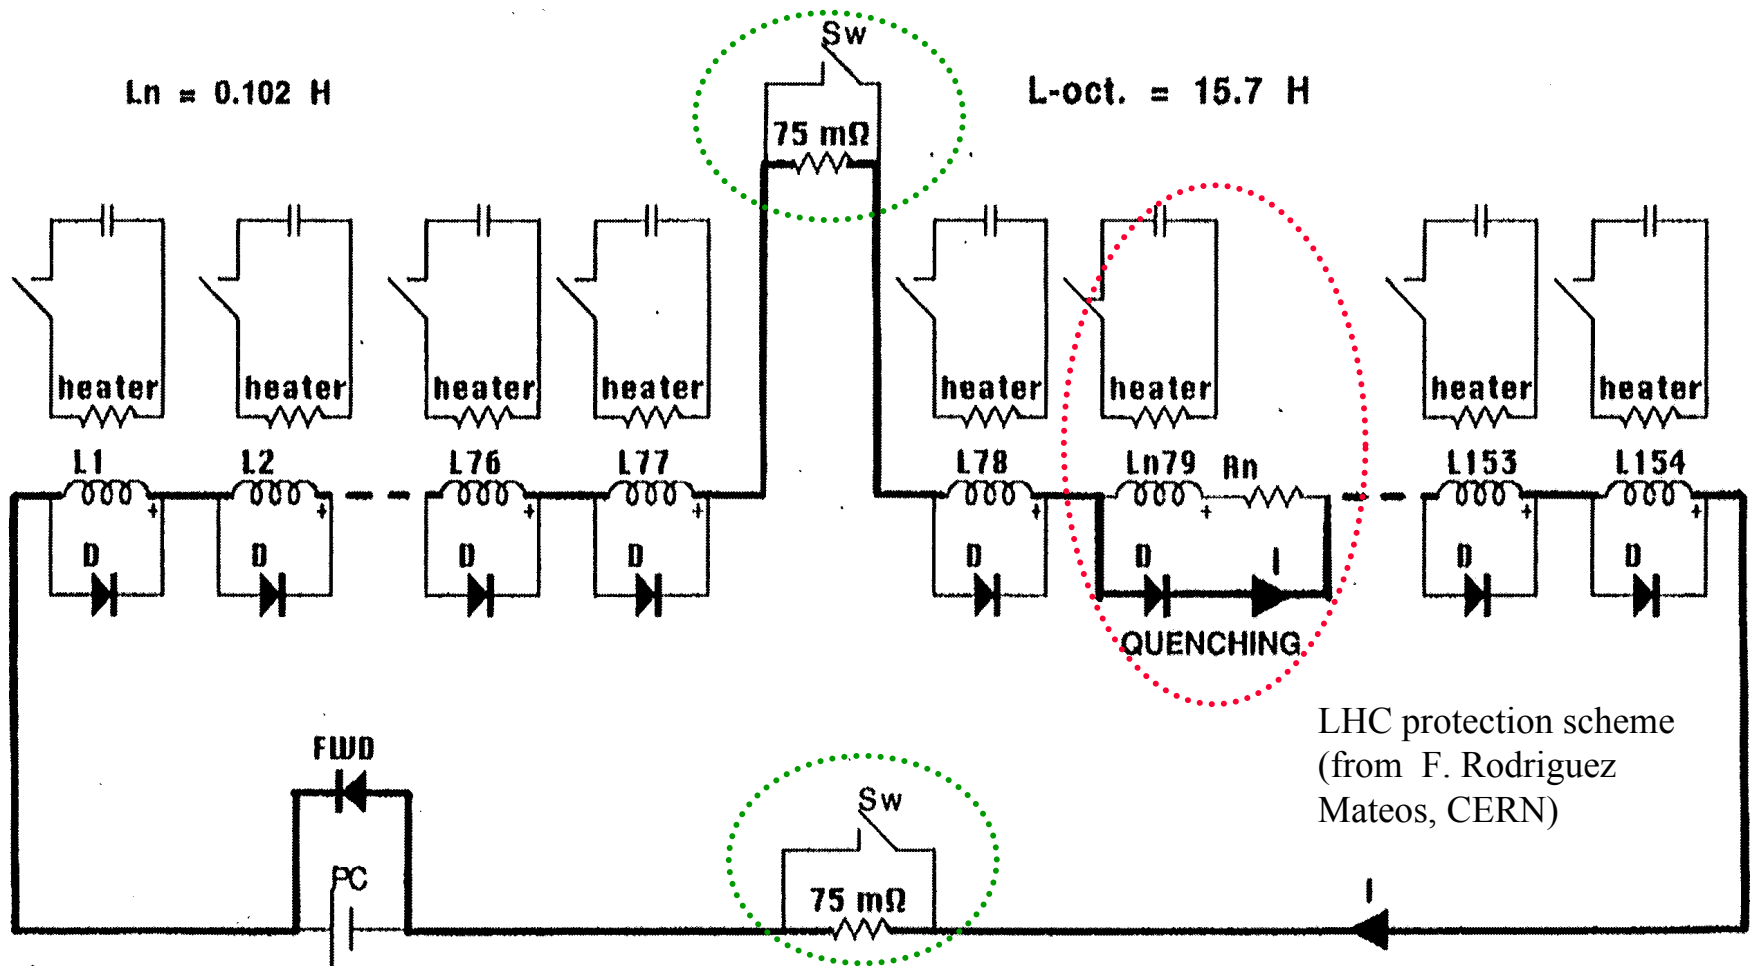 Sw
Ln = 0.102 H
L-oct. = 15.7 H
75 mΩ
heater heater heater heater heater heater heater heater
L1 L2 L76 L77 L78 Ln79 Rn L153 L154
+ + + + + + + +
D D D D D D I D D
QUENCHING
LHC protection scheme
(from F. Rodriguez
Mateos, CERN)
FWD
Sw
PC
75 mΩ
I